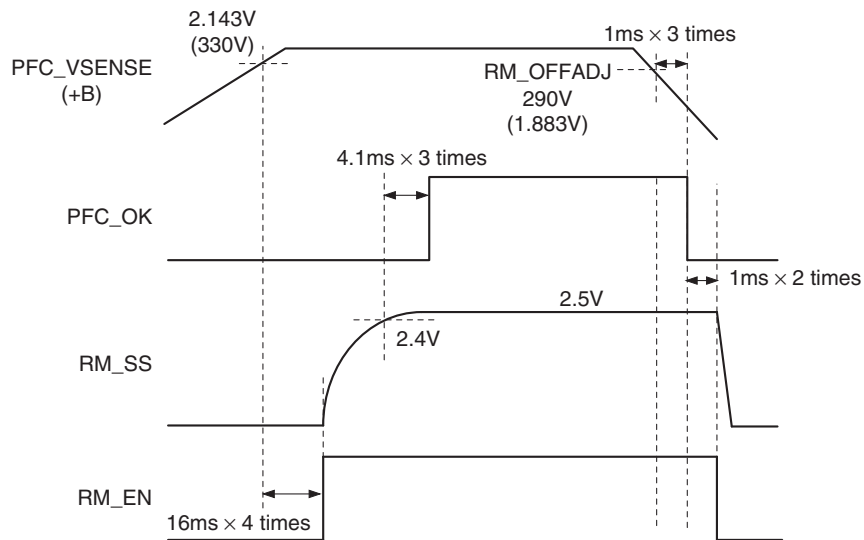 2.143V
(330V)
1ms × 3 times
PFC_VSENSE
(+B)
RM_OFFADJ
290V
(1.883V)
4.1ms × 3 times
PFC_OK
1ms × 2 times
2.5V
2.4V
RM_SS
RM_EN
16ms × 4 times